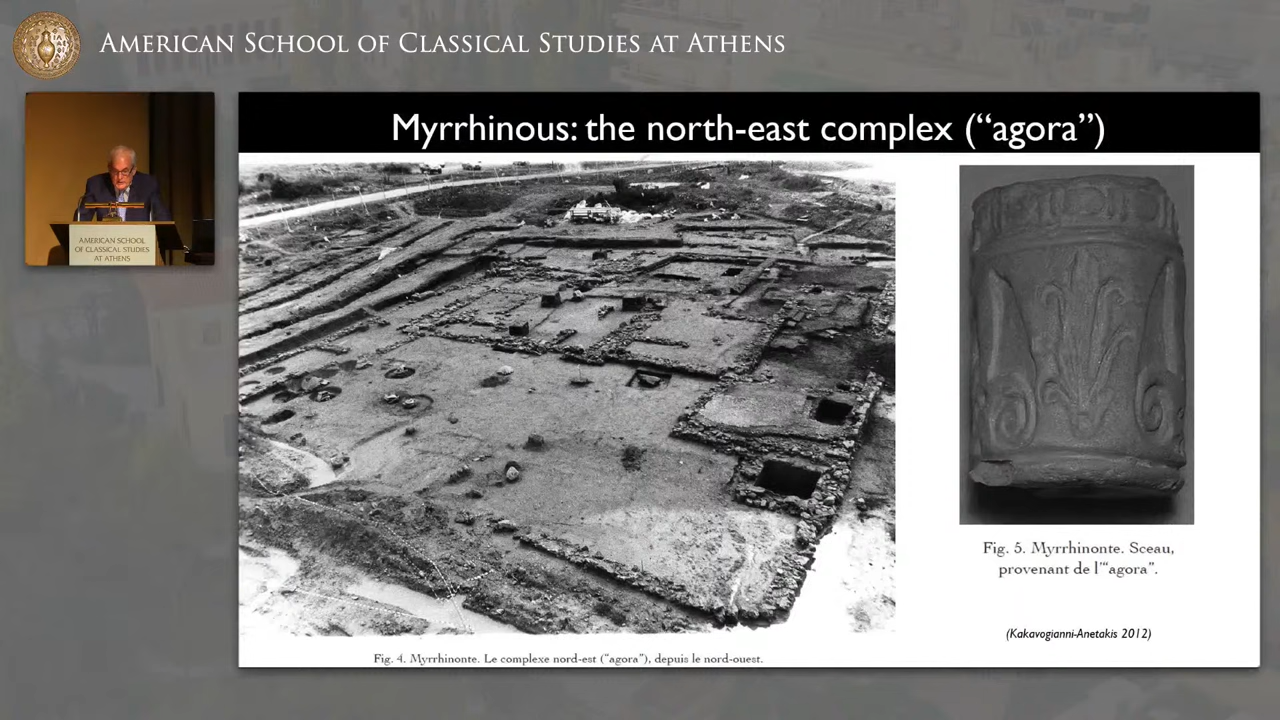 AMERICAN SCHOOL OF CLASSICAL STUDIES AT ATHENS
AMERICAN SCHOOL
OF CLASSICAL STUDIES
AT ATHENS
Myrrhinous: the north-east complex (“agora”)
Fig. 5. Myrrhinonte. Sceau,
provenant de l’“agora”.
(Kakavogianni-Anetakis 2012)
Fig. 4. Myrrhinonte. Le complexe nord-est (“agora”), depuis le nord-ouest.